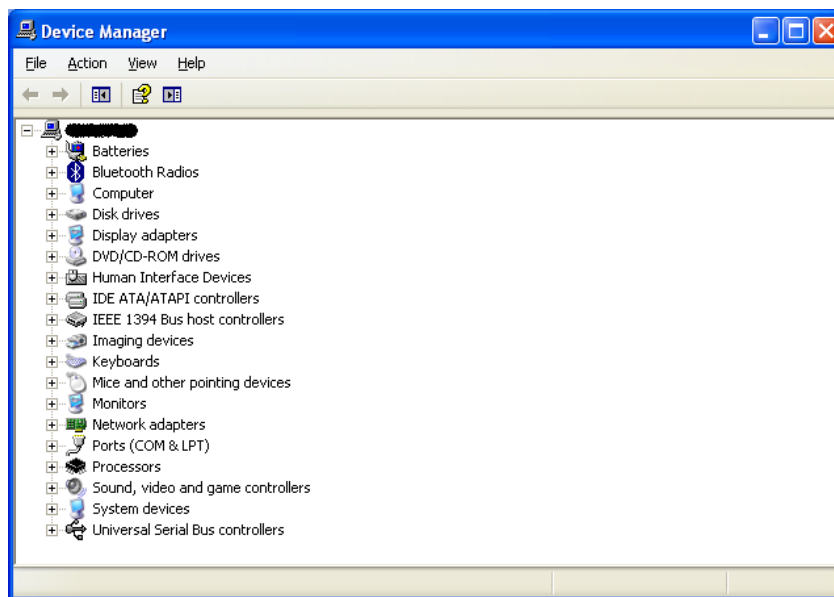 Device Manager
File Action View Help
Batteries
Bluetooth Radios
Computer
Disk drives
Display adapters
DVD/CD-ROM drives
Human Interface Devices
IDE ATA/ATAPI controllers
IEEE 1394 Bus host controllers
Imaging devices
Keyboards
Mice and other pointing devices
Monitors
Network adapters
Ports (COM & LPT)
Processors
Sound, video and game controllers
System devices
Universal Serial Bus controllers